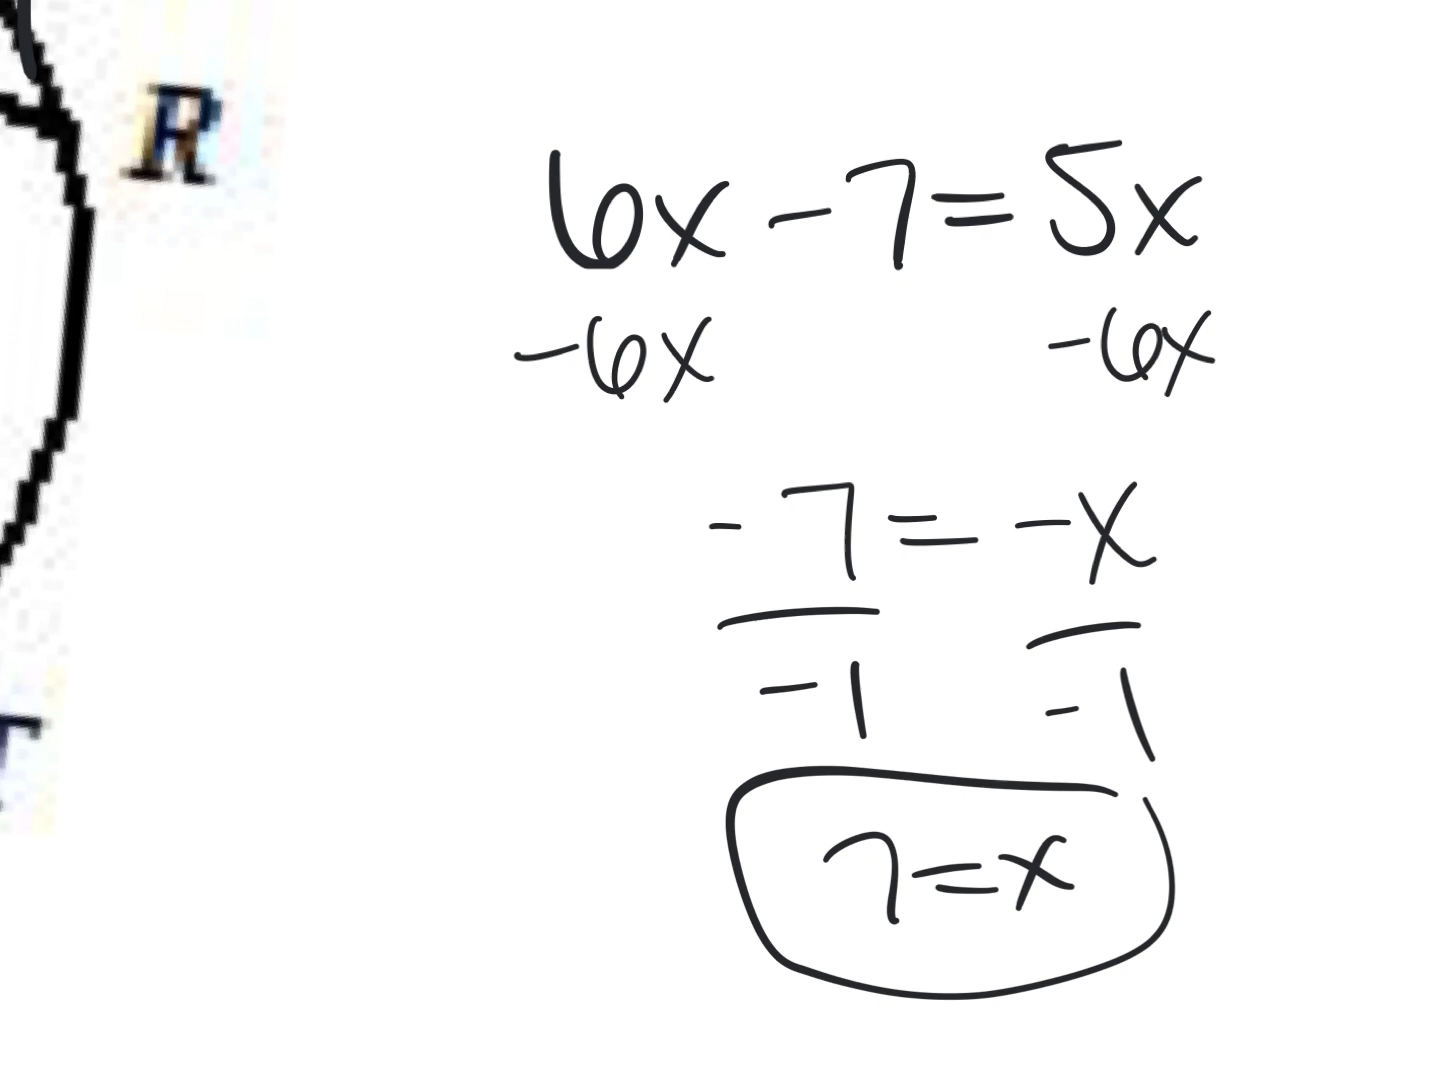 R
6x - 7 = 5x
-6x -6x
-7 = -x
-1 -1
7 = x
T